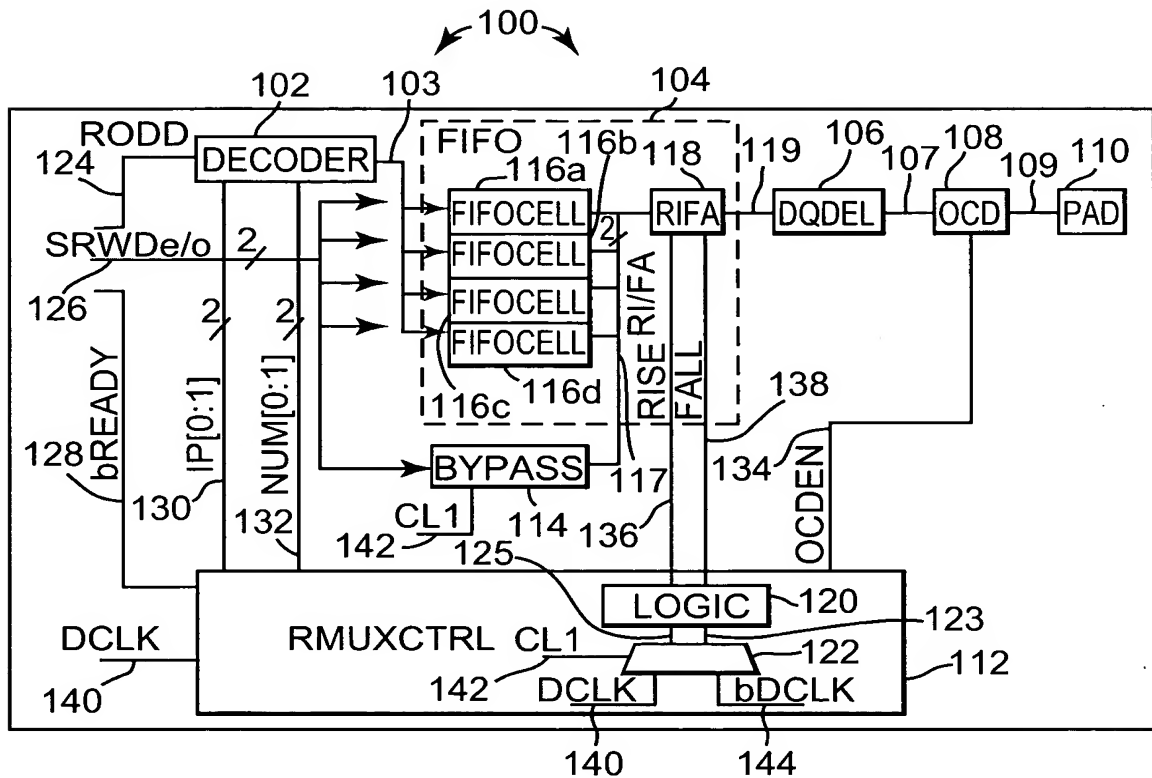 100
102
103
104
RODD
FIFO
116b
106
108
110
124
DECODER
116a
118
119
107
109
FIFOCELL
RIFA
DQDEL
OCD
PAD
SRWDe/o
2
FIFOCELL
2
126
FIFOCELL
2
2
FIFOCELL
RISE
RI/FA
FALL
116c
116d
138
bREADY
IP[0:1]
NUM[0:1]
128
BYPASS
134
117
130
132
CL1
114
136
OCDEN
142
125
LOGIC
120
DCLK
RMUXCTRL
CL1
123
122
140
142
DCLK
bDCLK
112
140
144